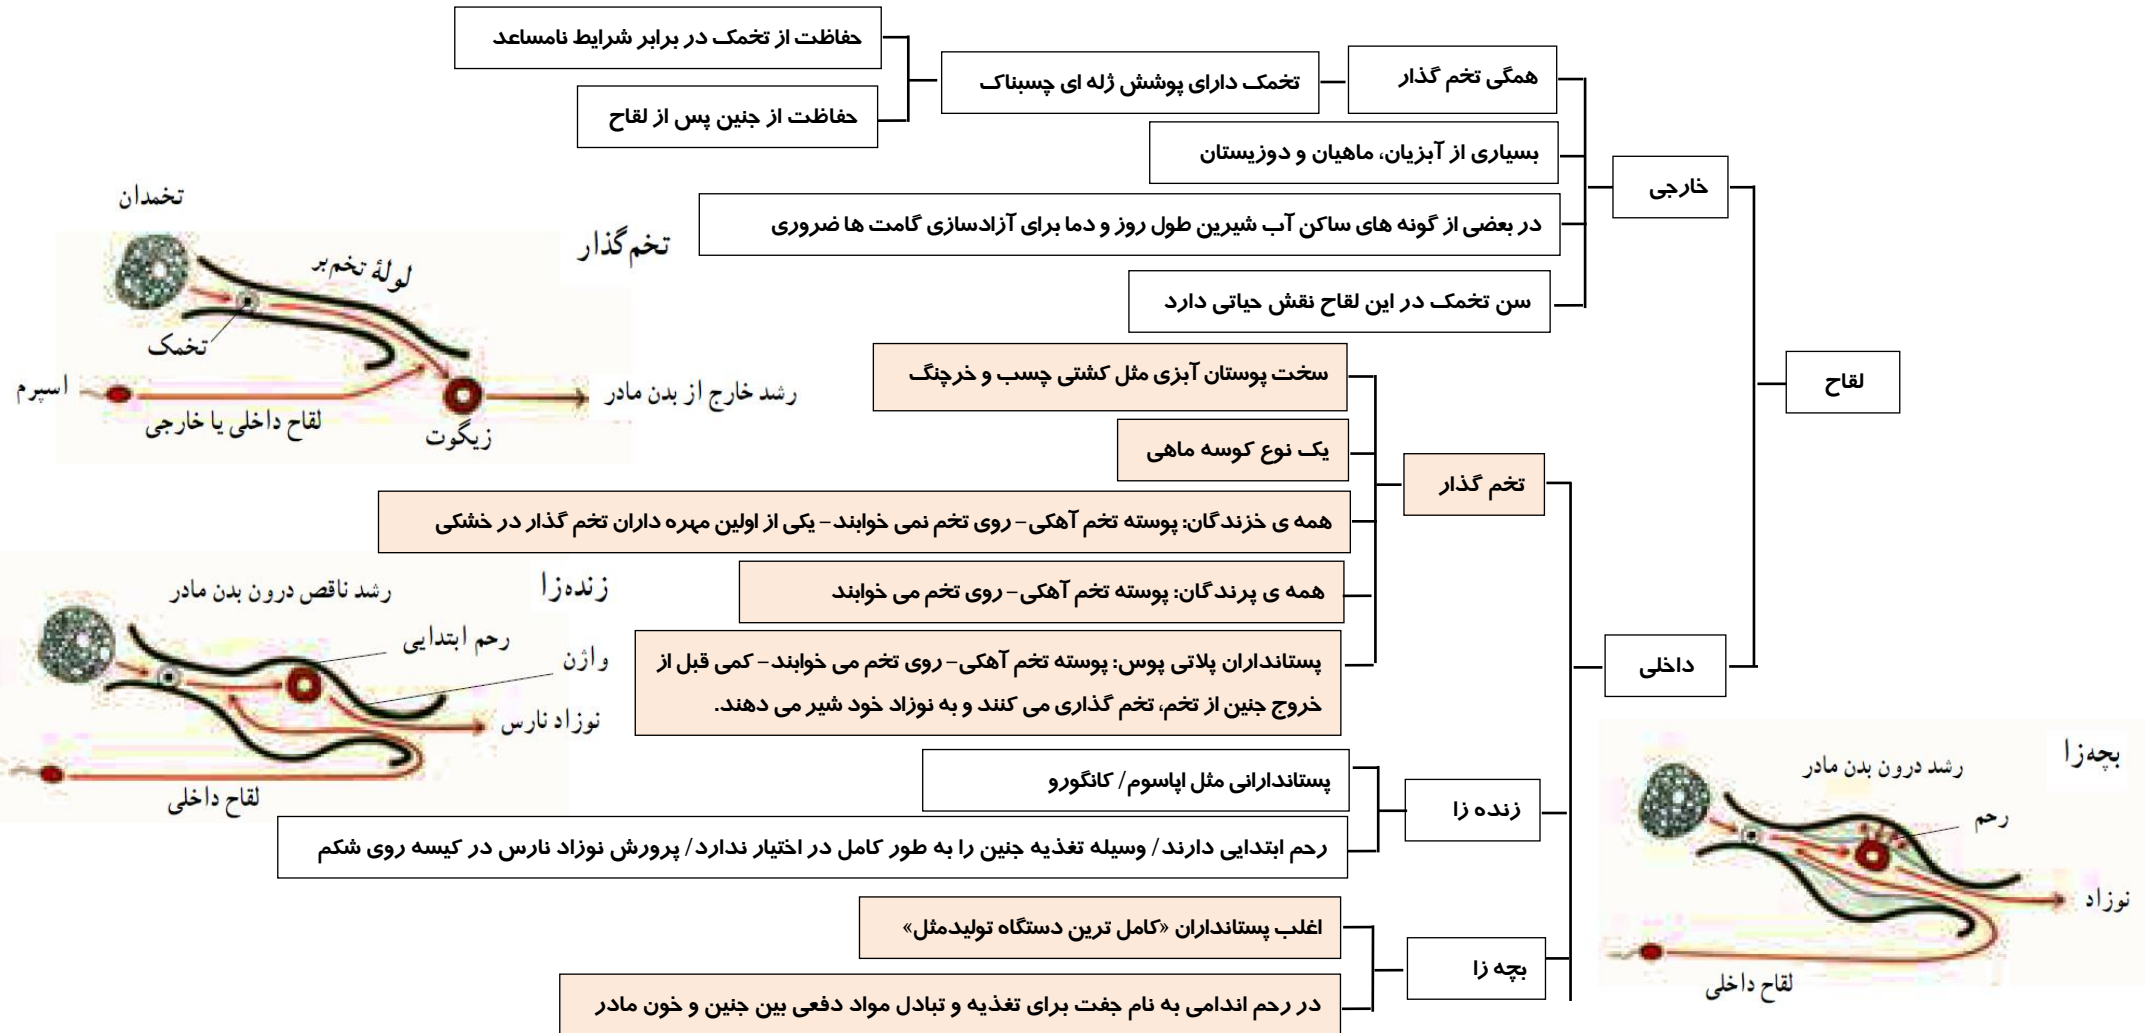 لقاح
خارجی
همگی تخم گذار
تخمک دارای پوشش ژله ای چسبناک
حفاظت از تخمک در برابر شرایط نامساعد
حفاظت از جنین پس از لقاح
بسیاری از آبزیان، ماهیان و دوزیستان
در بعضی از گونه های ساکن آب شیرین طول روز و دما برای آزادسازی گامت ها ضروری
سن تخمک در این لقاح نقش حیاتی دارد
داخلی
تخم گذار
سخت پوستان آبزی مثل کشتی چسب و خرچنگ
یک نوع کوسه ماهی
همه ی خزندگان: پوسته تخم آهکی– روی تخم نمی خوابند– یکی از اولین مهره داران تخم گذار در خشکی
همه ی پرندگان: پوسته تخم آهکی– روی تخم می خوابند
پستانداران پلاتی پوس: پوسته تخم آهکی– روی تخم می خوابند– کمی قبل از
خروج جنین از تخم، تخم گذاری می کنند و به نوزاد خود شیر می دهند.
زنده زا
پستاندارانی مثل اپاسوم/ کانگورو
رحم ابتدایی دارند/ وسیله تغذیه جنین را به طور کامل در اختیار ندارد/ پرورش نوزاد نارس در کیسه روی شکم
بچه زا
اغلب پستانداران «کامل ترین دستگاه تولیدمثل»
در رحم اندامی به نام جفت برای تغذیه و تبادل مواد دفعی بین جنین و خون مادر
تخم‌گذار
تخمدان
لولهٔ تخم‌بر
تخمک
اسپرم
لقاح داخلی یا خارجی
زیگوت
رشد خارج از بدن مادر
زنده‌زا
رشد ناقص درون بدن مادر
رحم ابتدایی
واژن
نوزاد نارس
لقاح داخلی
بچه‌زا
رشد درون بدن مادر
رحم
نوزاد
لقاح داخلی